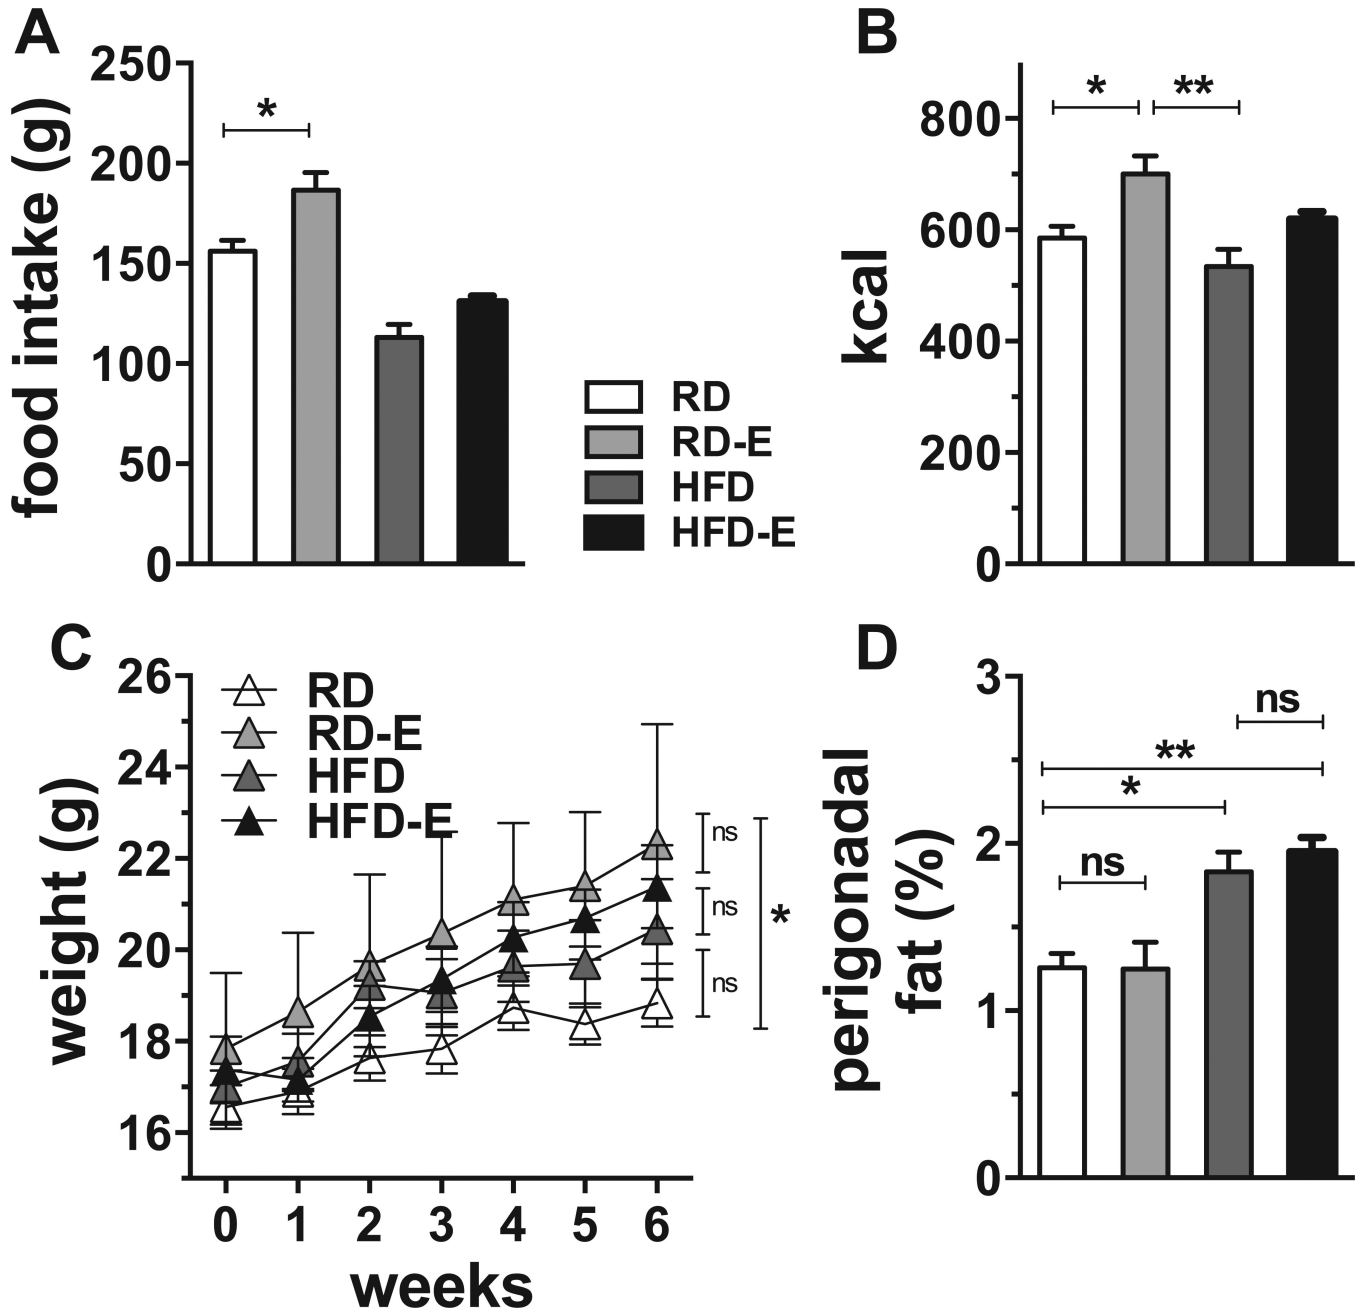 A
food intake (g)
250
200
150
100
50
0
*
RD
RD-E
HFD
HFD-E
B
kcal
800
600
400
200
0
*
**
C
weight (g)
26
24
22
20
18
16
RD
RD-E
HFD
HFD-E
ns
ns
ns
*
0 1 2 3 4 5 6
weeks
D
perigonadal
fat (%)
3
2
1
0
ns
**
*
ns